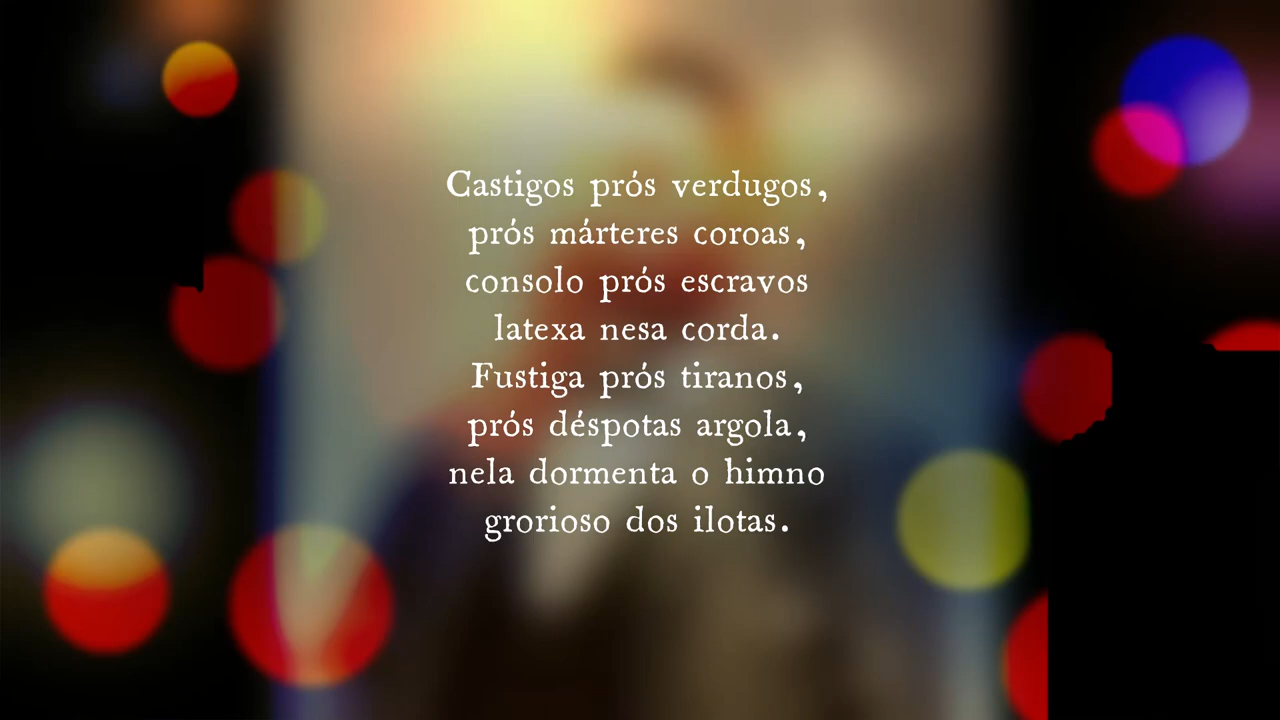 Castigos prós verdugos,
prós márteres coroas,
consolo prós escravos
latexa nesa corda.
Fustiga prós tiranos,
prós déspotas argola,
nela dormenta o himno
grorioso dos ilotas.